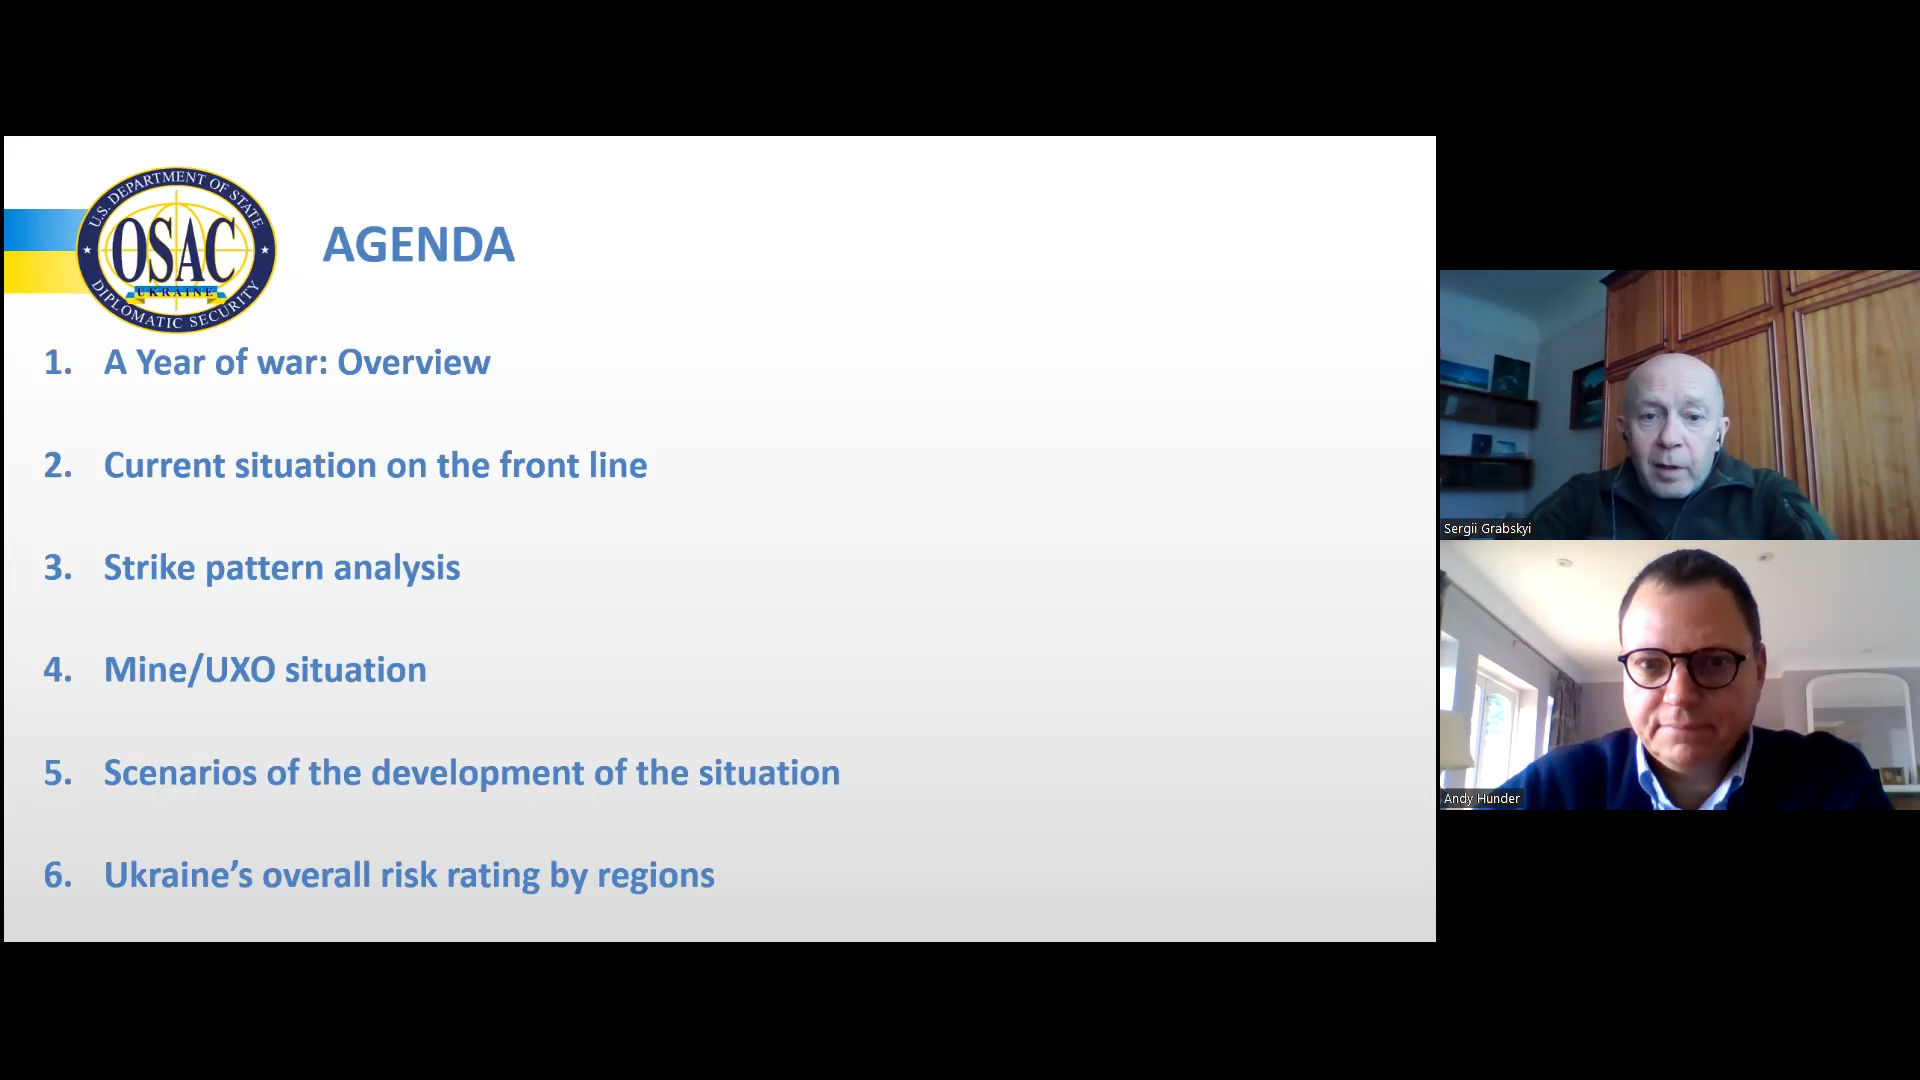 U.S. DEPARTMENT OF STATE
OSAC
UKRAINE
DIPLOMATIC SECURITY
AGENDA
1. A Year of war: Overview
2. Current situation on the front line
3. Strike pattern analysis
4. Mine/UXO situation
5. Scenarios of the development of the situation
6. Ukraine’s overall risk rating by regions
Sergii Grabskyi
Andy Hunder